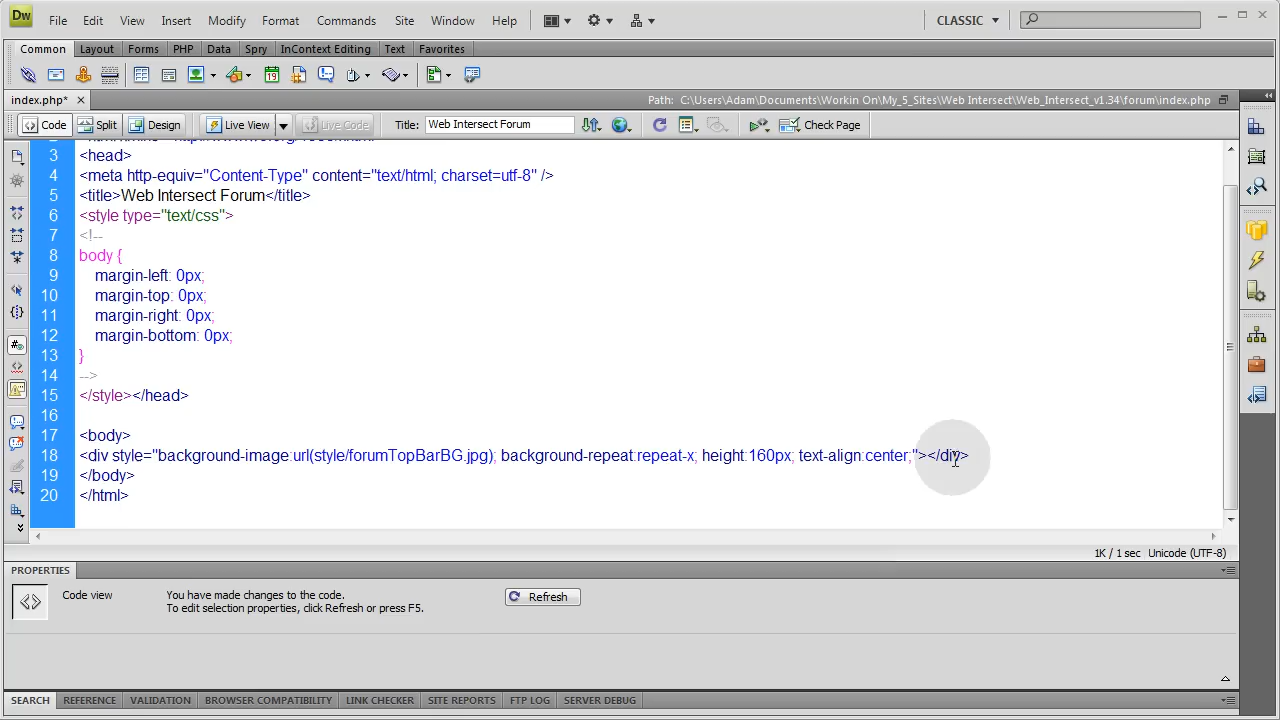 Dw File Edit View Insert Modify Format Commands Site Window Help CLASSIC
Common Layout Forms PHP Data Spry InContext Editing Text Favorites
index.php* Path: C:\Users\Adam\Documents\Workin On\My_5_Sites\Web Intersect\Web_Intersect_v1.34\forum\index.php
Code Split Design Live View Live Code Title: Web Intersect Forum Check Page
3 <head>
4 <meta http-equiv="Content-Type" content="text/html; charset=utf-8" />
5 <title>Web Intersect Forum</title>
6 <style type="text/css">
7 <!--
8 body {
9 margin-left: 0px;
10 margin-top: 0px;
11 margin-right: 0px;
12 margin-bottom: 0px;
13 }
14 -->
15 </style></head>
16
17 <body>
18 <div style="background-image:url(style/forumTopBarBG.jpg); background-repeat:repeat-x; height:160px; text-align:center;"></div>
19 </body>
20 </html>
1K / 1 sec Unicode (UTF-8)
PROPERTIES
Code view You have made changes to the code. Refresh
To edit selection properties, click Refresh or press F5.
SEARCH REFERENCE VALIDATION BROWSER COMPATIBILITY LINK CHECKER SITE REPORTS FTP LOG SERVER DEBUG